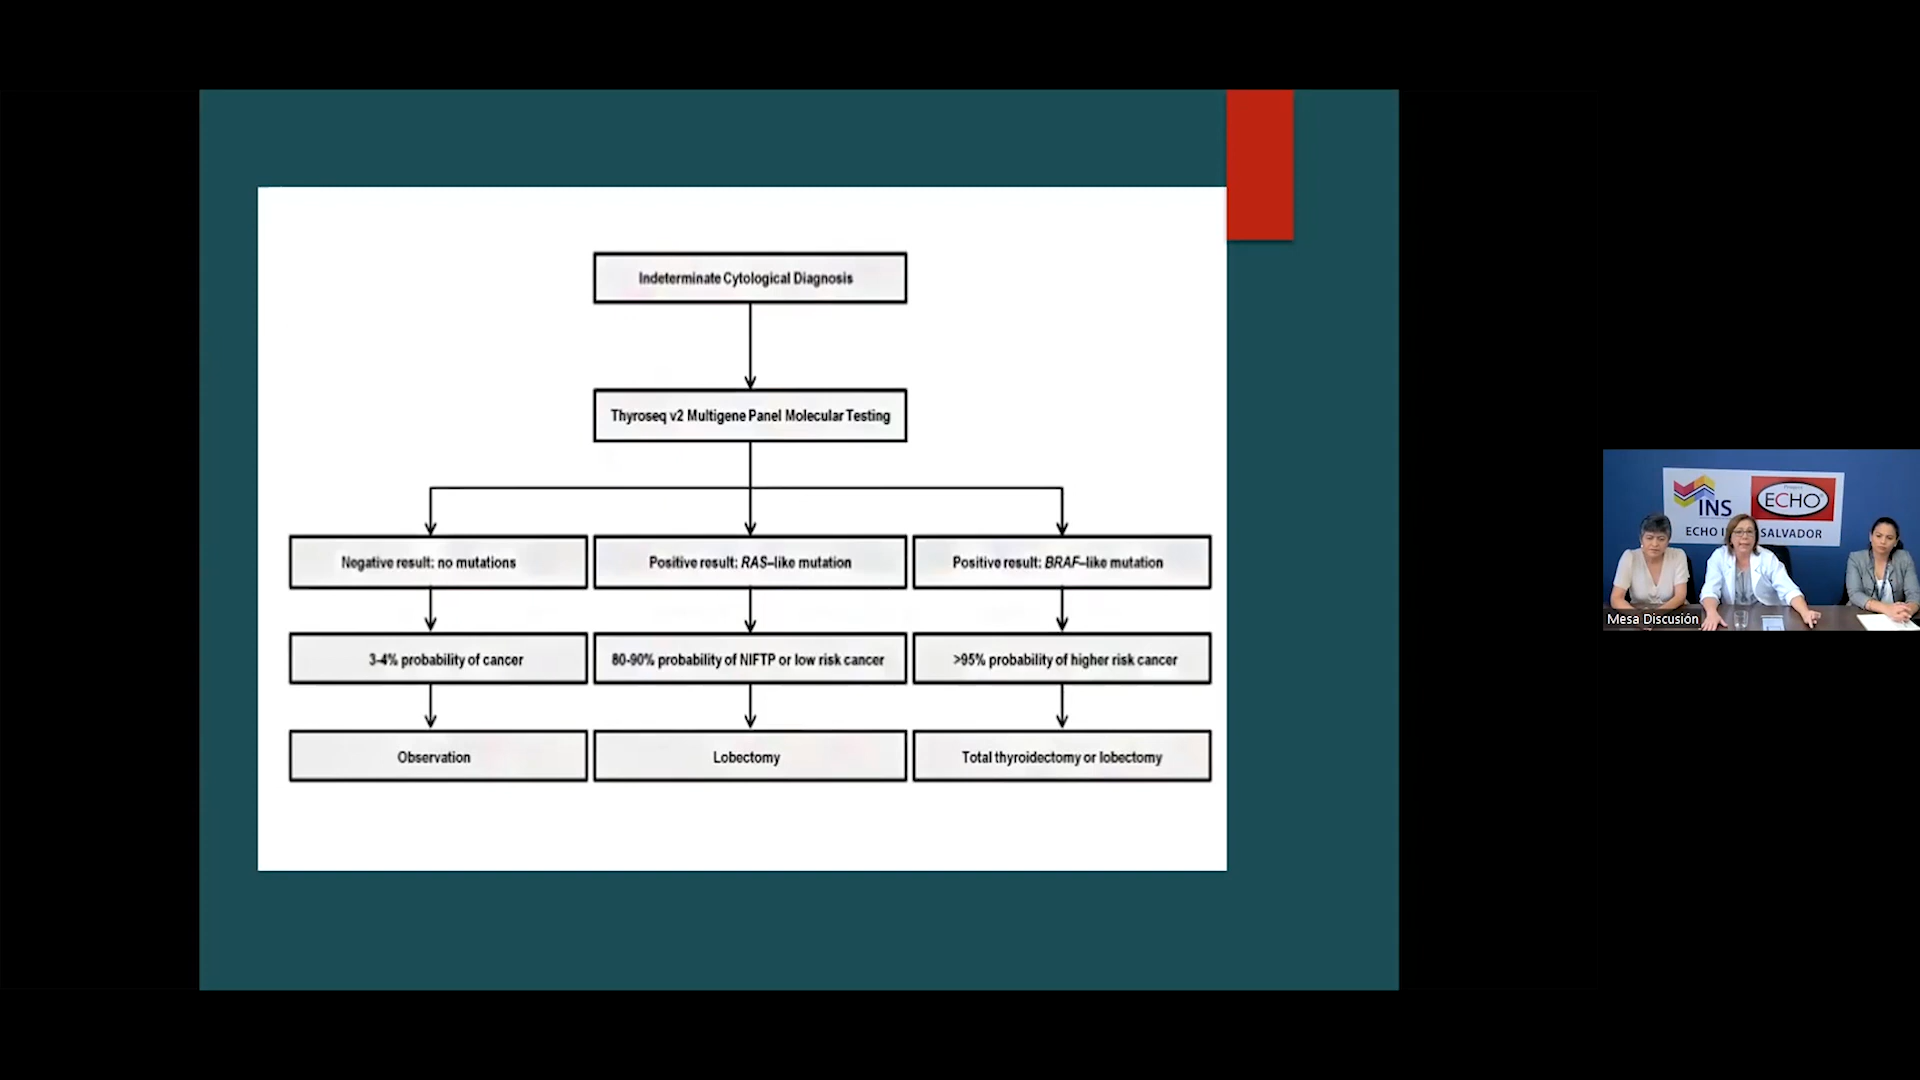 Indeterminate Cytological Diagnosis
Thyroseq v2 Multigene Panel Molecular Testing
Negative result: no mutations
Positive result: RAS–like mutation
Positive result: BRAF–like mutation
3-4% probability of cancer
80-90% probability of NIFTP or low risk cancer
>95% probability of higher risk cancer
Observation
Lobectomy
Total thyroidectomy or lobectomy
INS
ECHO
ECHO SALVADOR
Mesa Discusión